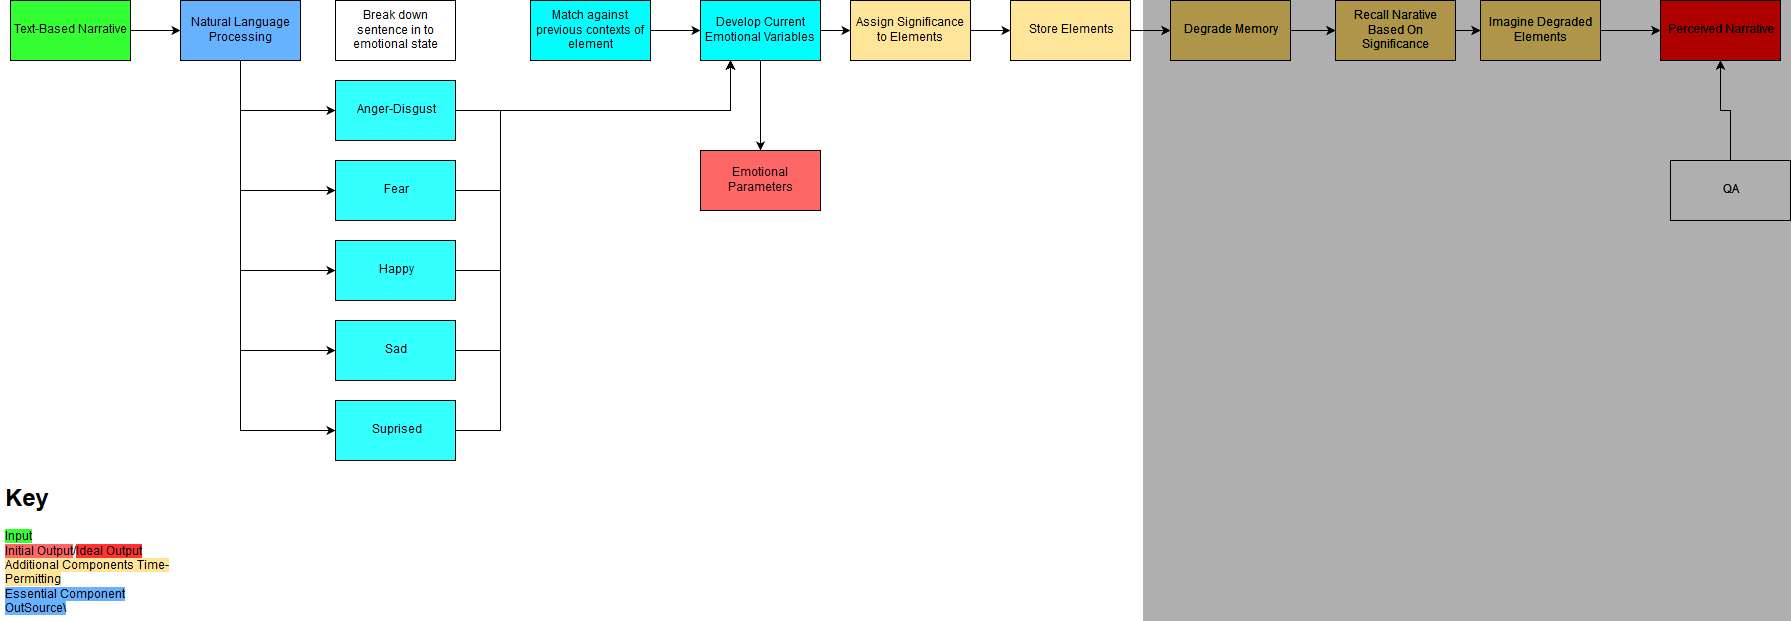 Text-Based Narrative
Natural Language
Processing
Break down
sentence in to
emotional state
Match against
previous contexts of
element
Develop Current
Emotional Variables
Assign Significance
to Elements
Store Elements
Degrade Memory
Recall Narative
Based On
Significance
Imagine Degraded
Elements
Perceived Narrative
Anger-Disgust
Fear
Happy
Sad
Suprised
Emotional
Parameters
QA
Key
Input
Initial Output/Ideal Output
Additional Components Time-
Permitting
Essential Component
OutSource\